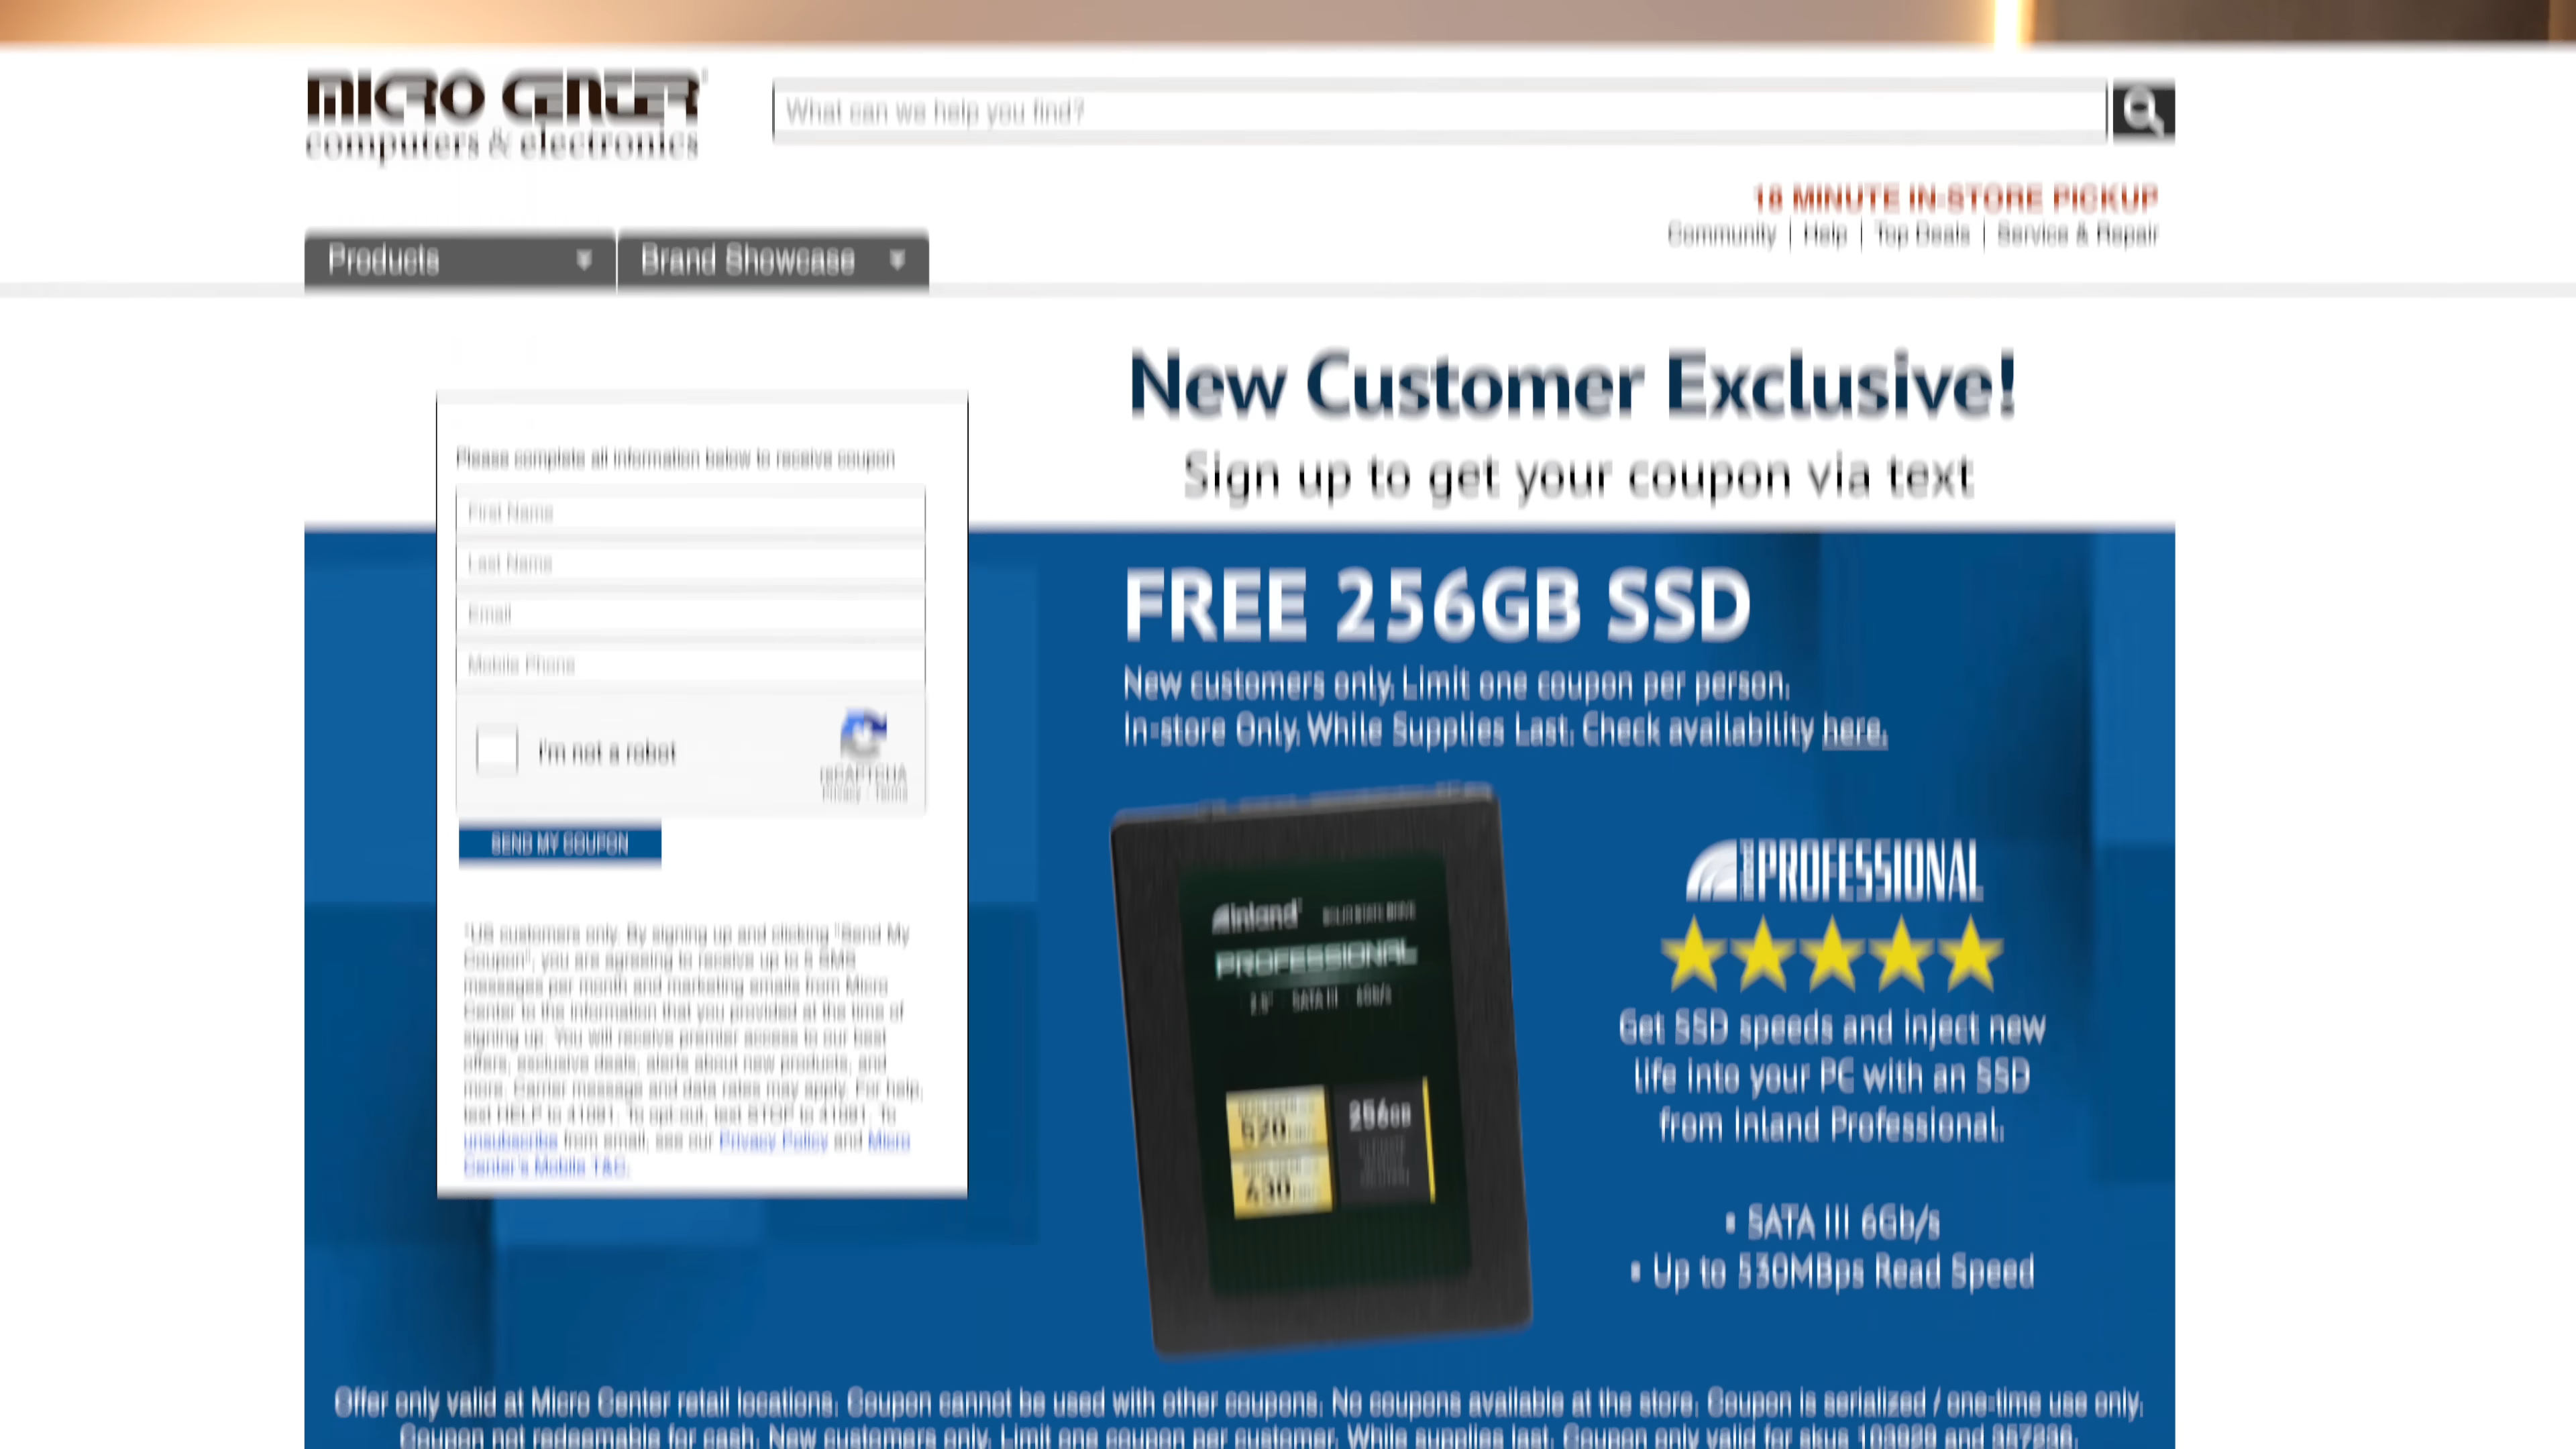 MICRO CENTER
computers & electronics
What can we help you find?
18 MINUTE IN-STORE PICKUP
Community | Help | Top Deals | Service & Repair
Products
Brand Showcase
New Customer Exclusive!
Sign up to get your coupon via text
Please complete all information below to receive coupon
First Name
Last Name
Email
Mobile Phone
I'm not a robot
reCAPTCHA
Privacy - Terms
SEND MY COUPON
*US customers only. By signing up and clicking "Send My
Coupon", you are agreeing to receive up to SMS
messages per month and marketing emails from Micro
Center to the information that you provided at the time of
signing up. You will receive premier access to our best
offers, exclusive deals, alerts about new products, and
more. Carrier message and data rates may apply. For help,
text HELP to 41081. To opt-out, text STOP to 41081. To
unsubscribe from email, see our Privacy Policy and Micro
Center's Mobile T&C.
FREE 256GB SSD
New customers only. Limit one coupon per person.
In-store Only. While Supplies Last. Check availability here.
inland SOLID STATE DRIVE
PROFESSIONAL
2.5" SATA III 6Gb/s
520
430
256GB
PROFESSIONAL
Get SSD speeds and inject new
life into your PC with an SSD
from Inland Professional.
• SATA III 6Gb/s
• Up to 530MBps Read Speed
Offer only valid at Micro Center retail locations. Coupon cannot be used with other coupons. No coupons available at the store. Coupon is serialized / one-time use only.
Coupon not redeemable for cash. New customers only. Limit one coupon per customer. While supplies last. Coupon only valid for skus and